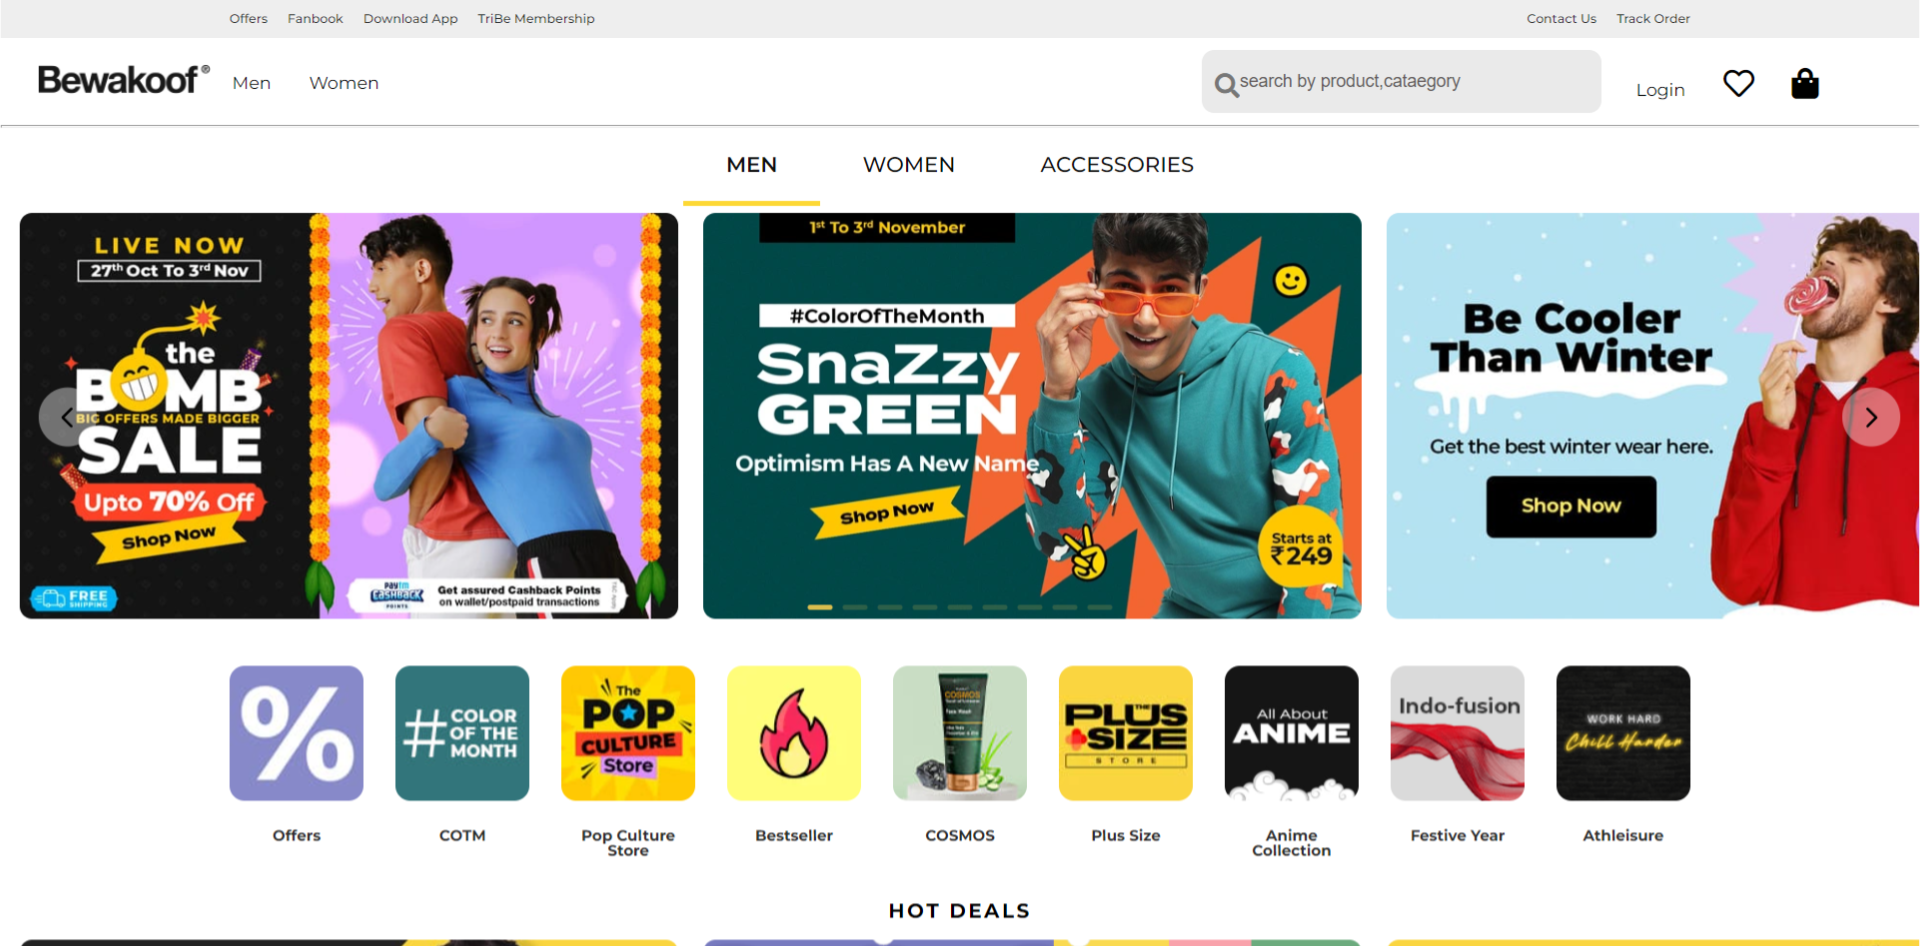 Offers Fanbook Download App TriBe Membership Contact Us Track Order
Bewakoof® Men Women search by product,cataegory Login
MEN WOMEN ACCESSORIES
LIVE NOW
27th Oct To 3rd Nov
the
BOMB
BIG OFFERS MADE BIGGER
SALE
Upto 70% Off
Shop Now
FREE
SHIPPING
paytm
CASHBACK
POINTS
Get assured Cashback Points
on wallet/postpaid transactions
1st To 3rd November
#ColorOfTheMonth
SnaZzy
GREEN
Optimism Has A New Name
Shop Now
Starts at
₹249
Be Cooler
Than Winter
Get the best winter wear here.
Shop Now
%
# COLOR
OF THE
MONTH
The
POP
CULTURE
Store
COSMOS
Face Wash
THE
PLUS
+SIZE
STORE
All About
ANIME
Indo-fusion
WORK HARD
Chill Harder
Offers
COTM
Pop Culture
Store
Bestseller
COSMOS
Plus Size
Anime
Collection
Festive Year
Athleisure
HOT DEALS